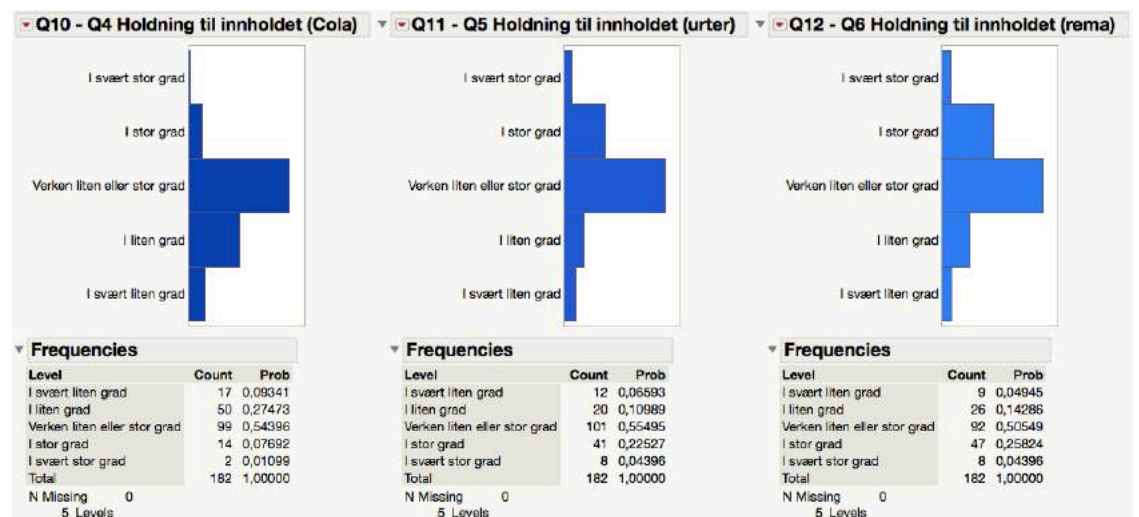 Q10 - Q4 Holdning til innholdet (Cola)
I svært stor grad
I stor grad
Verken liten eller stor grad
I liten grad
I svært liten grad
Frequencies
Level Count Prob
I svært liten grad 17 0,09341
I liten grad 50 0,27473
Verken liten eller stor grad 99 0,54396
I stor grad 14 0,07692
I svært stor grad 2 0,01099
Total 182 1,00000
N Missing 0
5 Levels
Q11 - Q5 Holdning til innholdet (urter)
I svært stor grad
I stor grad
Verken liten eller stor grad
I liten grad
I svært liten grad
Frequencies
Level Count Prob
I svært liten grad 12 0,06593
I liten grad 20 0,10989
Verken liten eller stor grad 101 0,55495
I stor grad 41 0,22527
I svært stor grad 8 0,04396
Total 182 1,00000
N Missing 0
5 Levels
Q12 - Q6 Holdning til innholdet (rema)
I svært stor grad
I stor grad
Verken liten eller stor grad
I liten grad
I svært liten grad
Frequencies
Level Count Prob
I svært liten grad 9 0,04945
I liten grad 26 0,14286
Verken liten eller stor grad 92 0,50549
I stor grad 47 0,25824
I svært stor grad 8 0,04396
Total 182 1,00000
N Missing 0
5 Levels